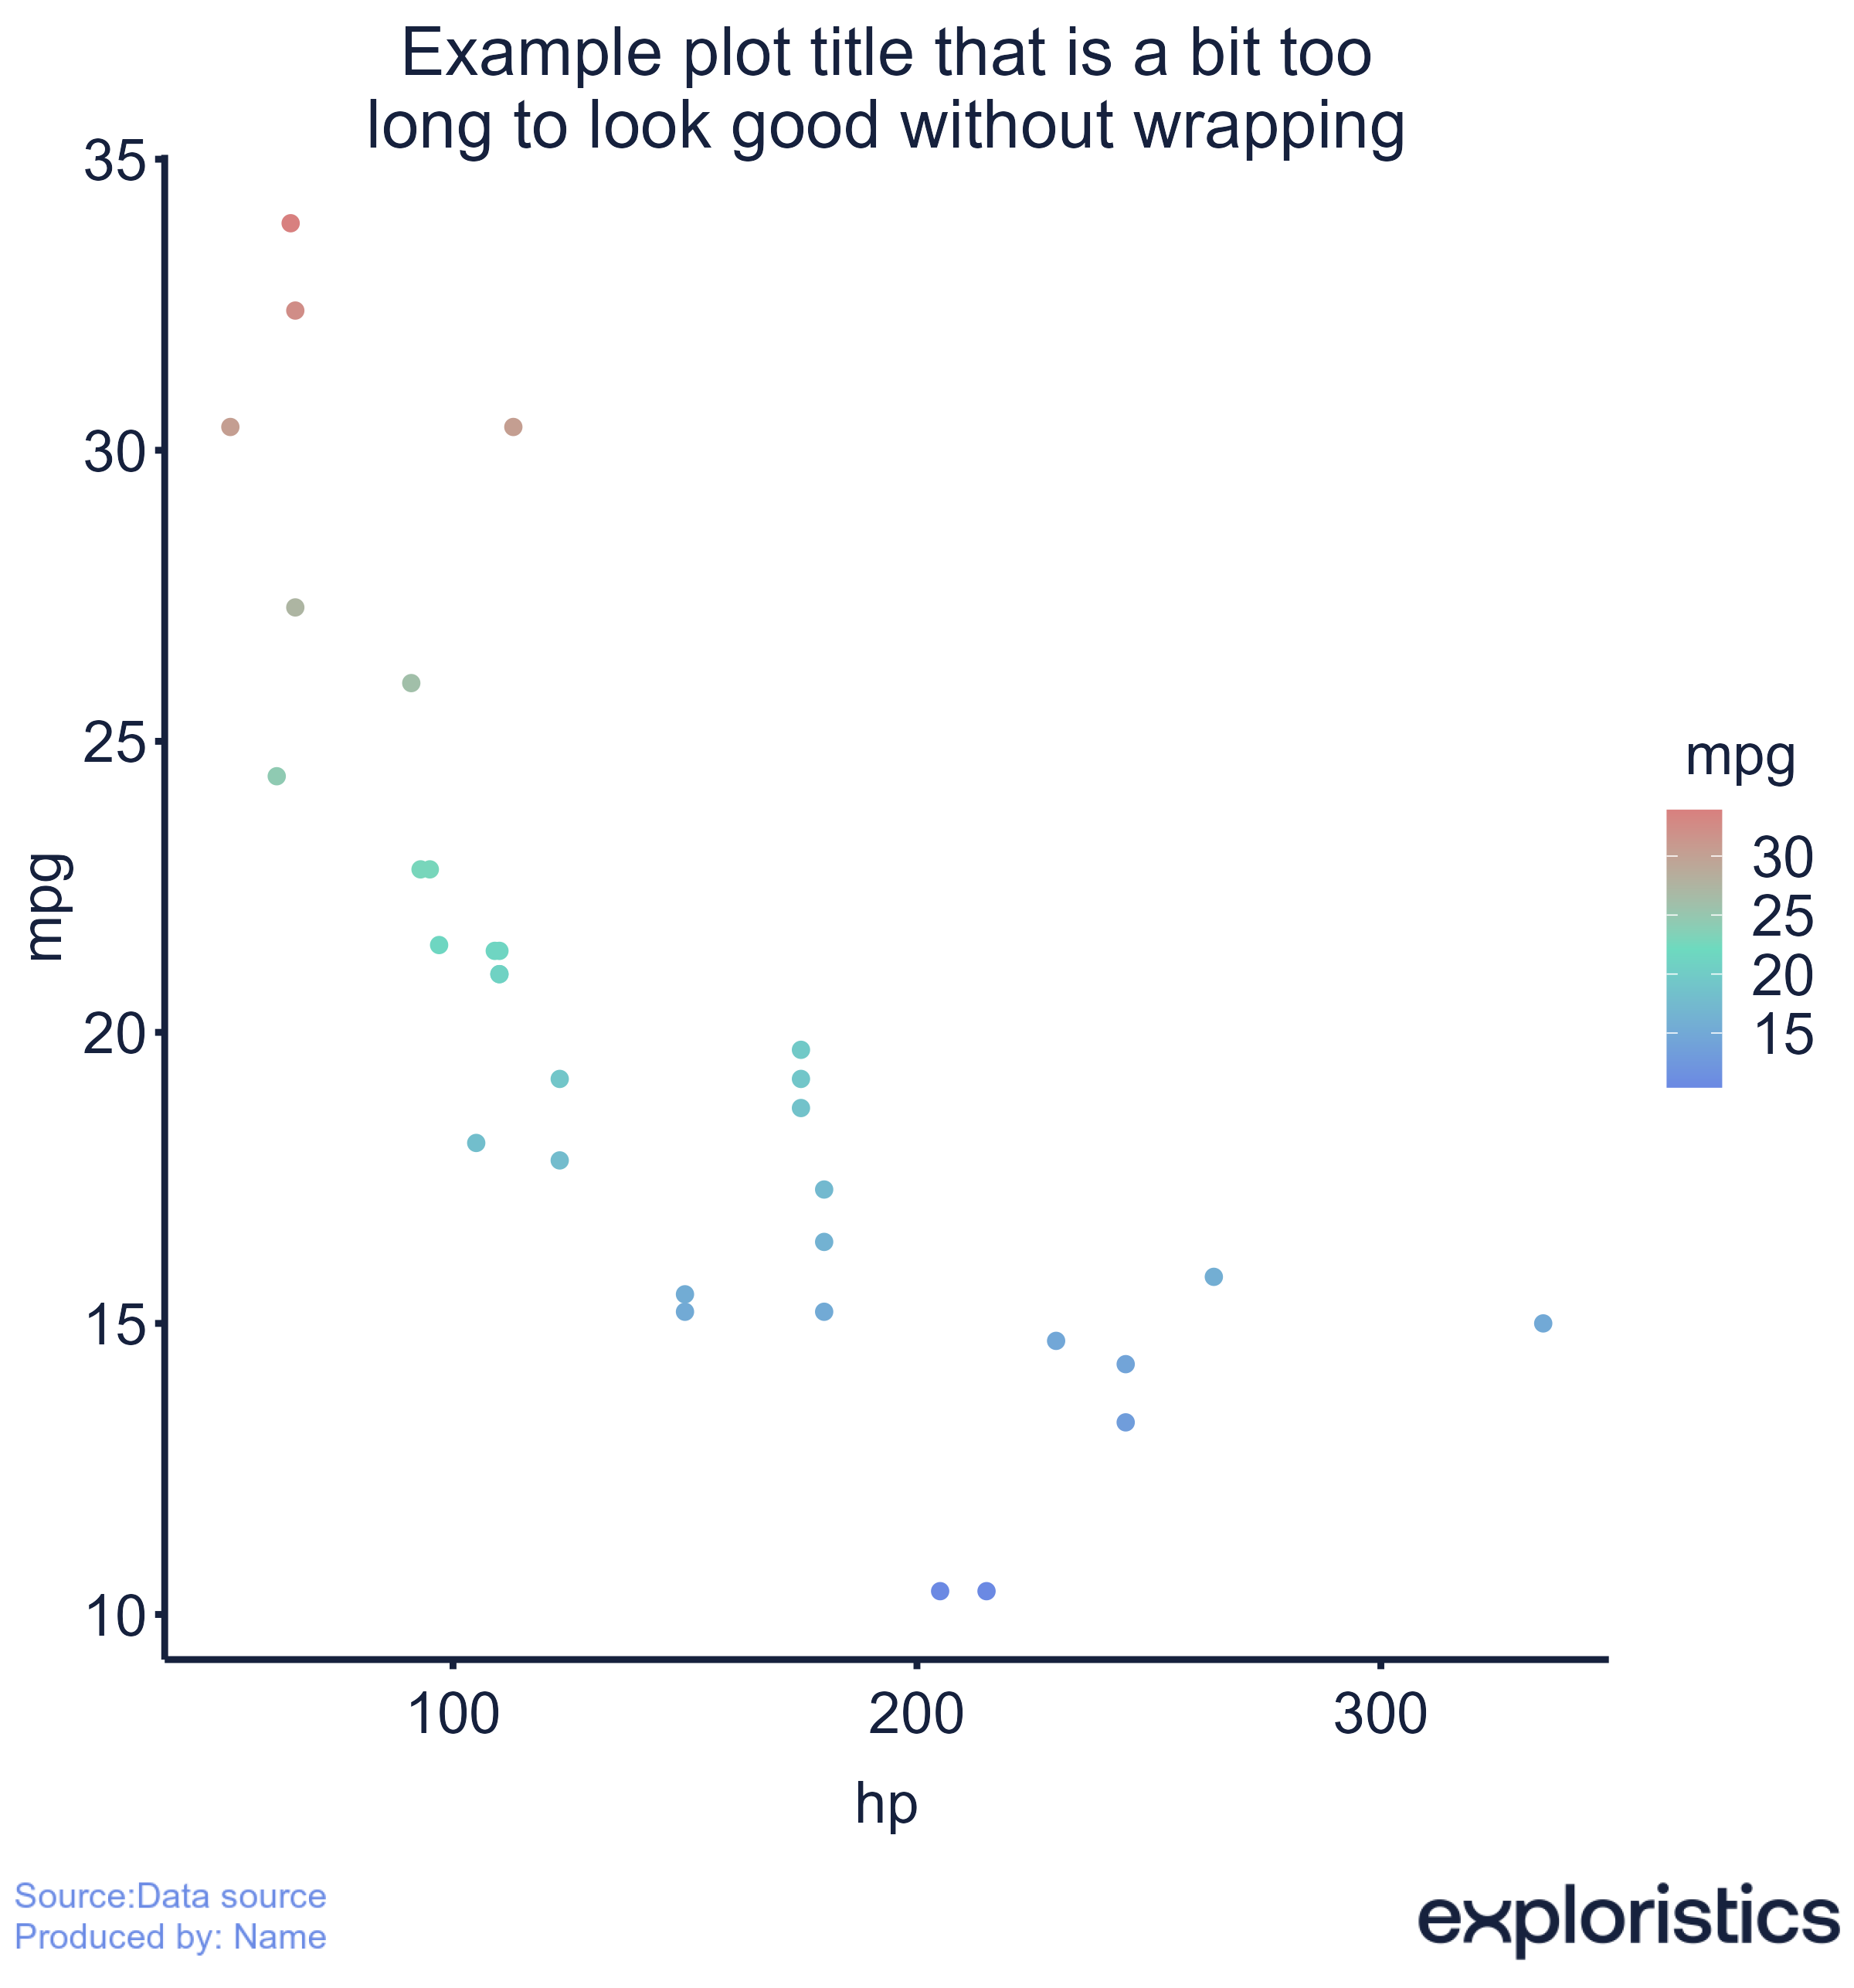 Example plot title that is a bit too
long to look good without wrapping
35
30
25
20
15
10
mpg
100
200
300
hp
mpg
30
25
20
15
Source:Data source
Produced by: Name
exploristics